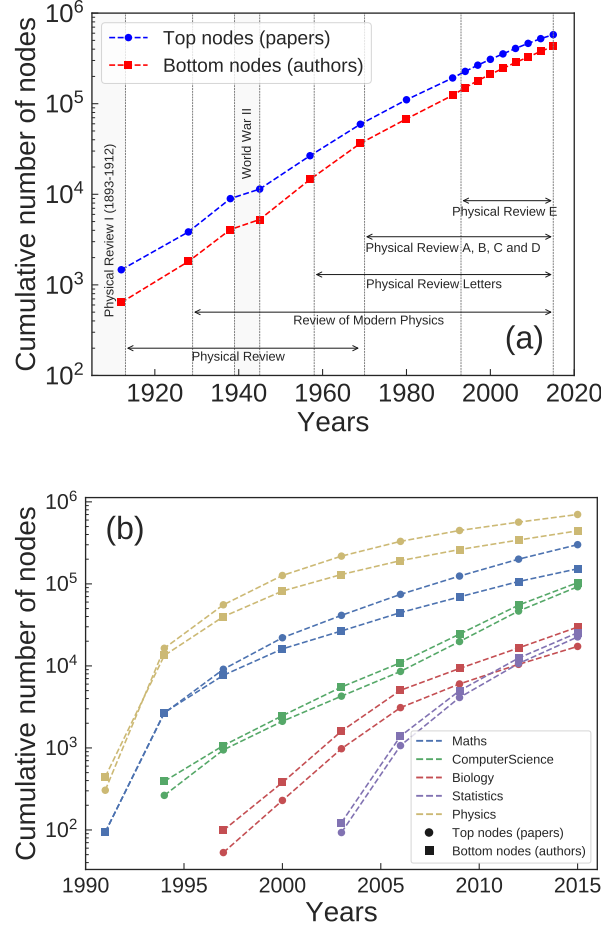 10^6
10^5
10^4
10^3
10^2
Cumulative number of nodes
Top nodes (papers)
Bottom nodes (authors)
Physical Review I (1893-1912)
World War II
Physical Review E
Physical Review A, B, C and D
Physical Review Letters
Review of Modern Physics
Physical Review
(a)
1920 1940 1960 1980 2000 2020
Years
10^6
10^5
10^4
10^3
10^2
Cumulative number of nodes
(b)
Maths
ComputerScience
Biology
Statistics
Physics
Top nodes (papers)
Bottom nodes (authors)
1990 1995 2000 2005 2010 2015
Years